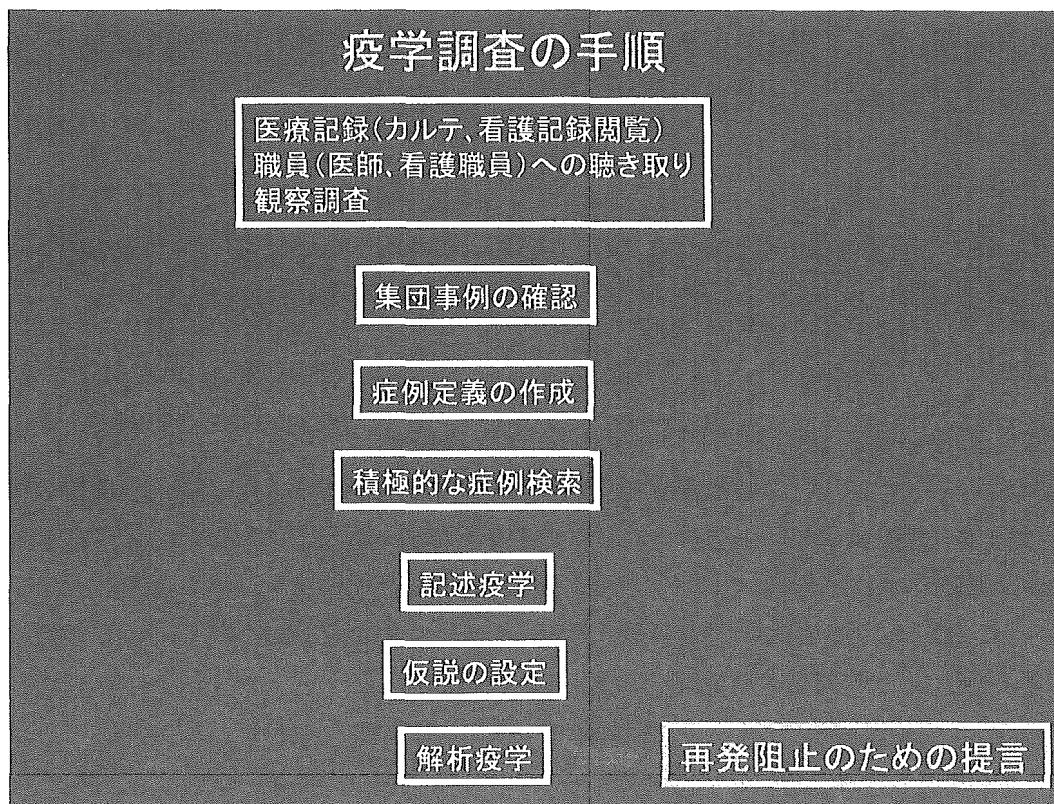 疫学調査の手順
医療記録(カルテ、看護記録閲覧)
職員(医師、看護職員)への聴き取り
観察調査
集団事例の確認
症例定義の作成
積極的な症例検索
記述疫学
仮説の設定
解析疫学
再発阻止のための提言